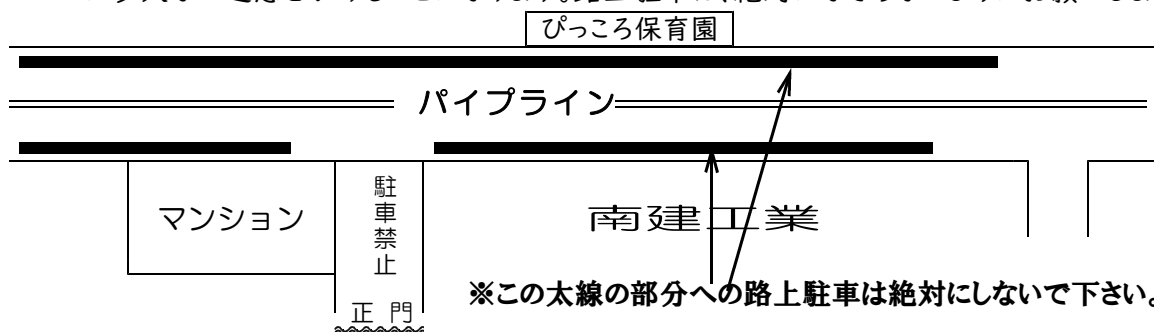 ぴっころ保育園
パイプライン
マンション
駐車禁止
南建工業
※この太線の部分への路上駐車は絶対にしないで下さい。
正門